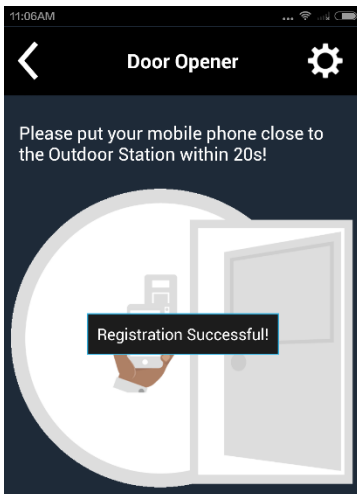 11:06AM
Door Opener
Please put your mobile phone close to
the Outdoor Station within 20s!
Registration Successful!